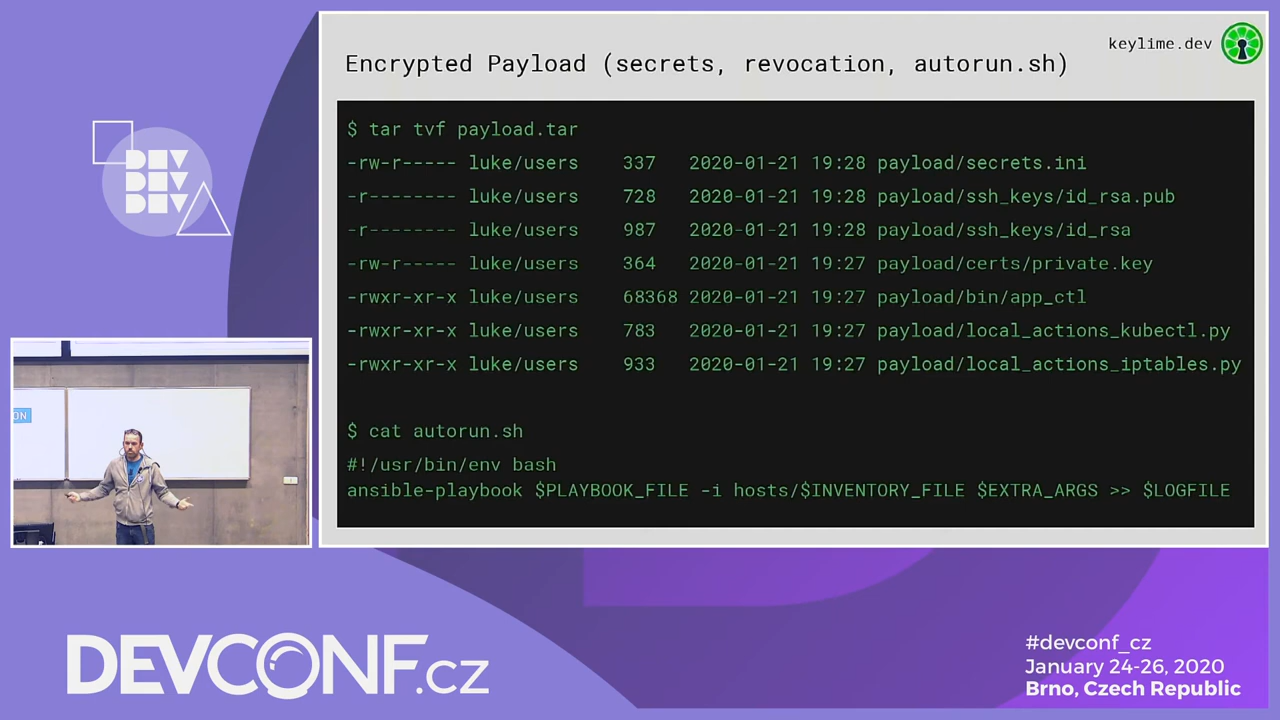 keylime.dev
Encrypted Payload (secrets, revocation, autorun.sh)
$ tar tvf payload.tar
-rw-r----- luke/users 337 2020-01-21 19:28 payload/secrets.ini
-r-------- luke/users 728 2020-01-21 19:28 payload/ssh_keys/id_rsa.pub
-r-------- luke/users 987 2020-01-21 19:28 payload/ssh_keys/id_rsa
-rw-r----- luke/users 364 2020-01-21 19:27 payload/certs/private.key
-rwxr-xr-x luke/users 68368 2020-01-21 19:27 payload/bin/app_ctl
-rwxr-xr-x luke/users 783 2020-01-21 19:27 payload/local_actions_kubectl.py
-rwxr-xr-x luke/users 933 2020-01-21 19:27 payload/local_actions_iptables.py
$ cat autorun.sh
#!/usr/bin/env bash
ansible-playbook $PLAYBOOK_FILE -i hosts/$INVENTORY_FILE $EXTRA_ARGS >> $LOGFILE
DEV
DEV
DEV
ON
DEVCONF.cz
#devconf_cz
January 24-26, 2020
Brno, Czech Republic